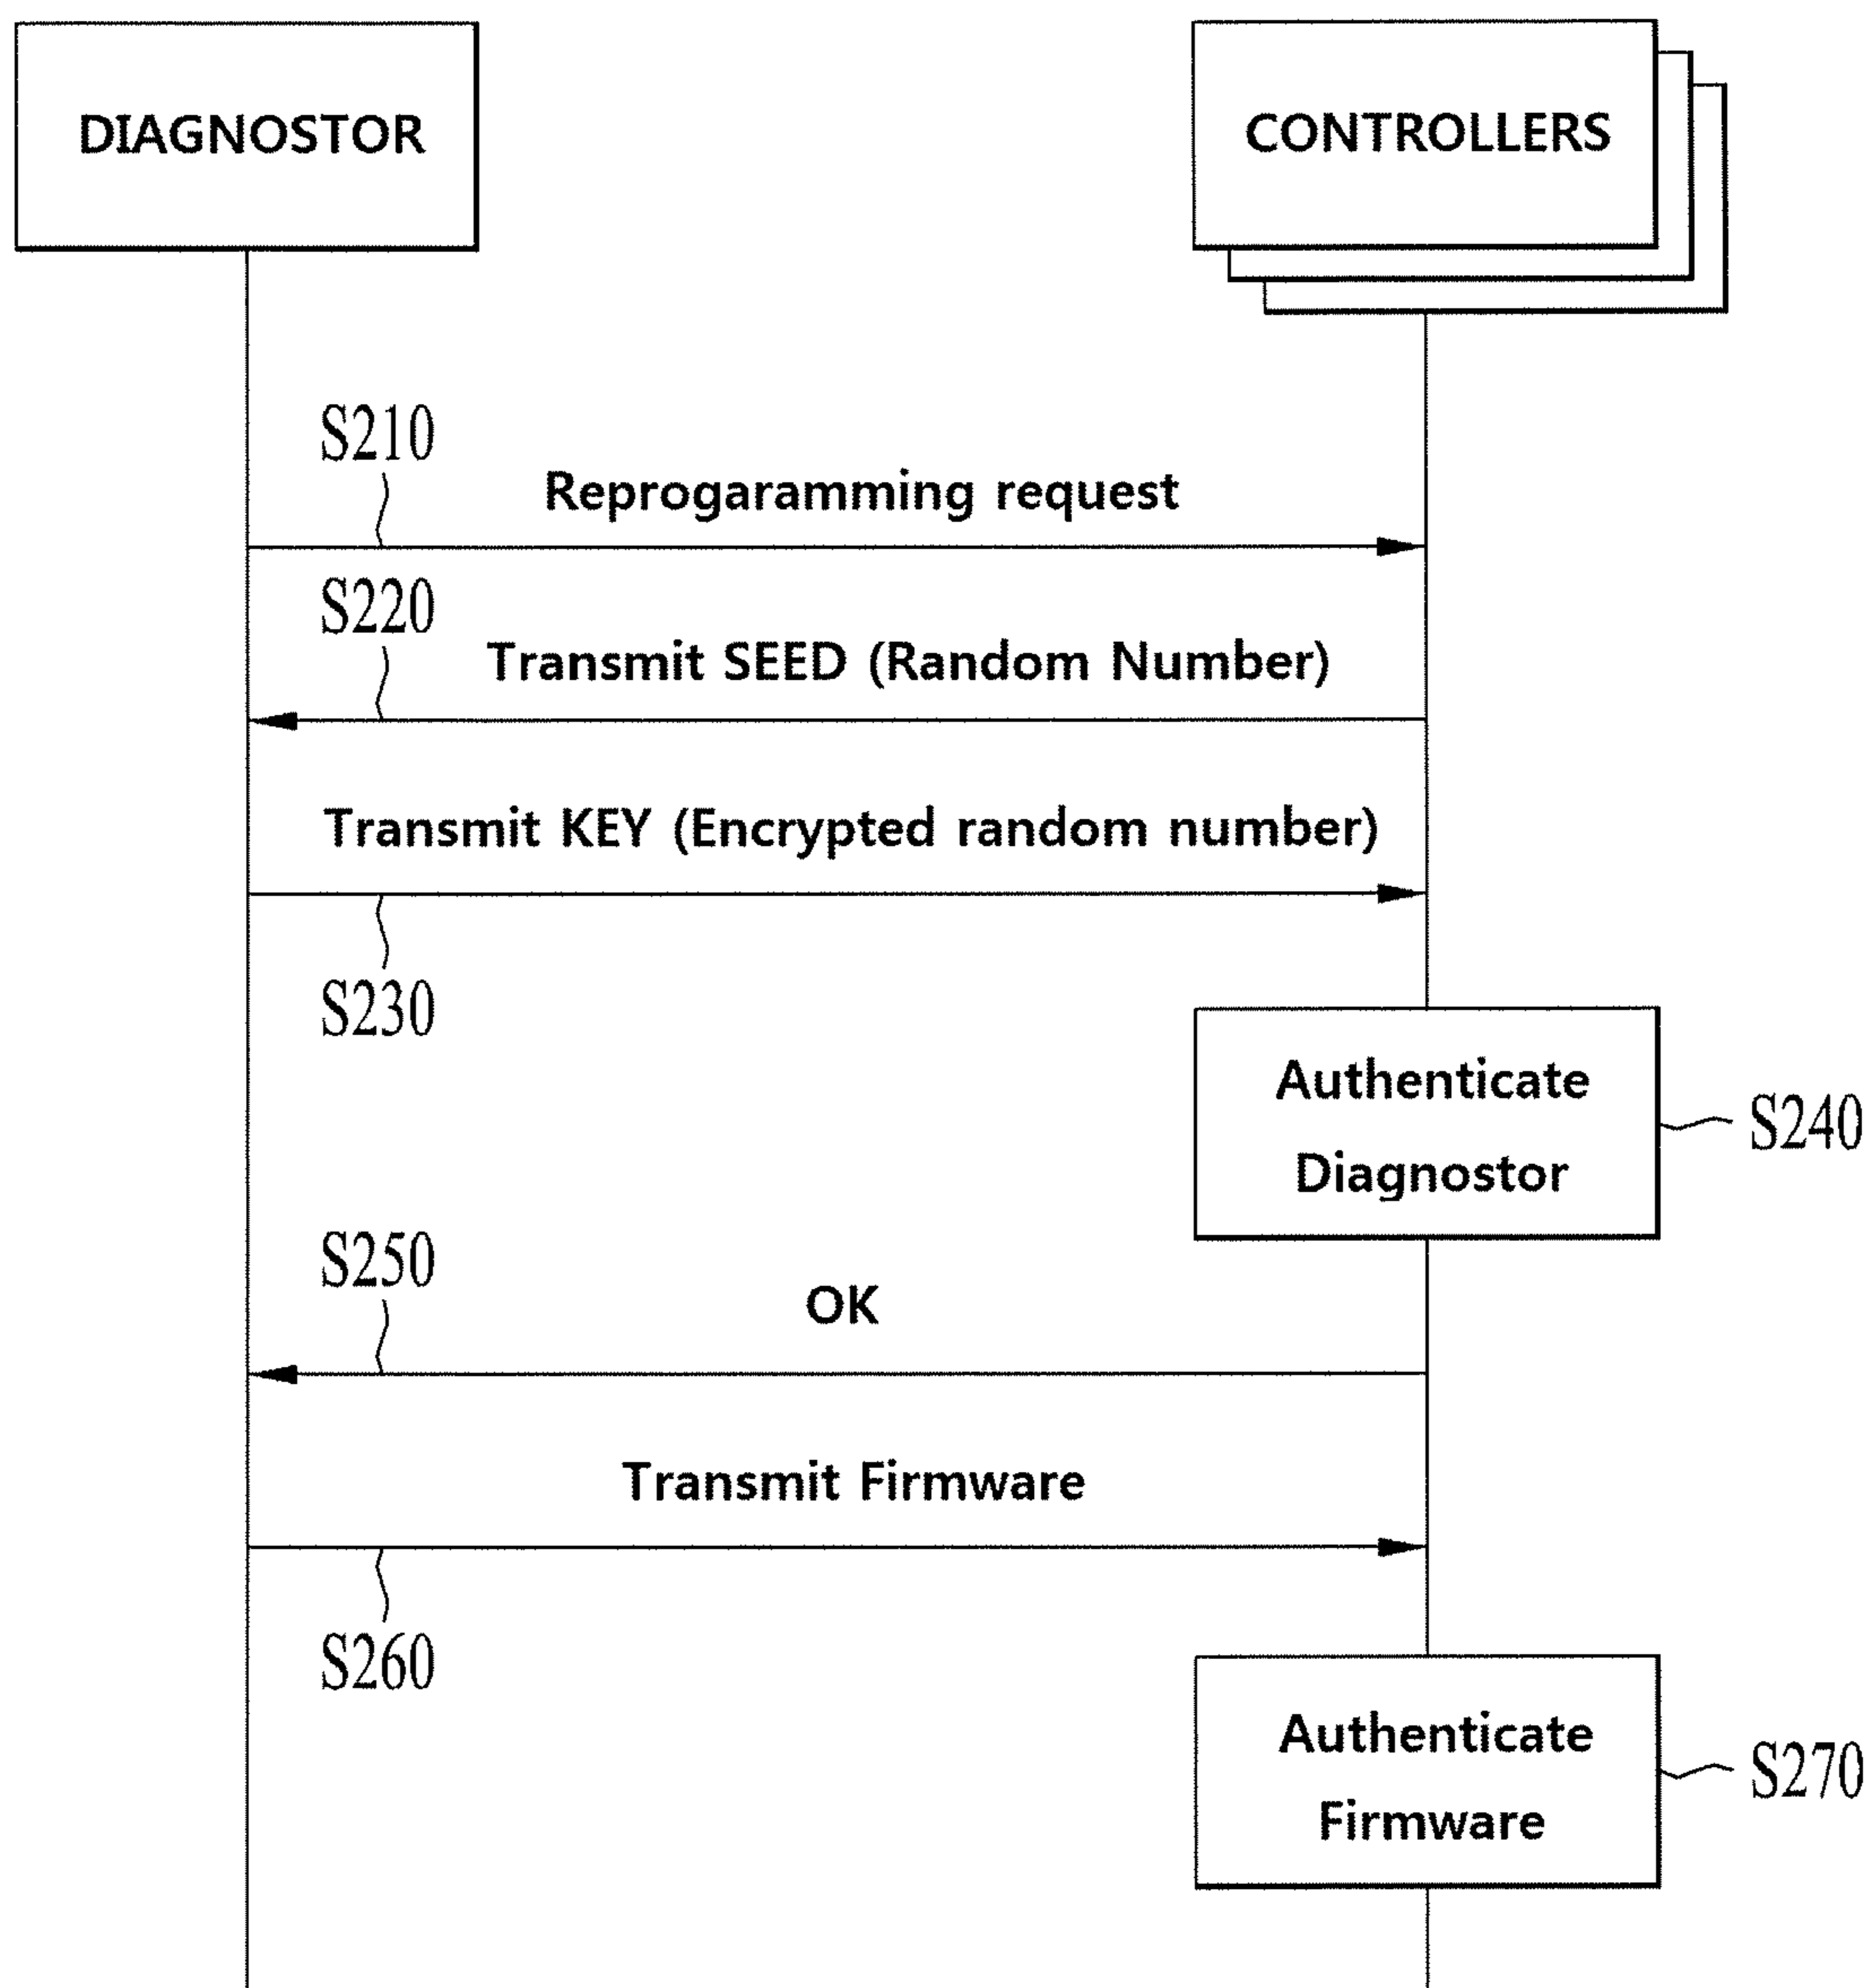 DIAGNOSTOR
CONTROLLERS
S210
Reprogaramming request
S220
Transmit SEED (Random Number)
Transmit KEY (Encrypted random number)
S230
Authenticate
Diagnostor
S240
S250
OK
Transmit Firmware
S260
Authenticate
Firmware
S270